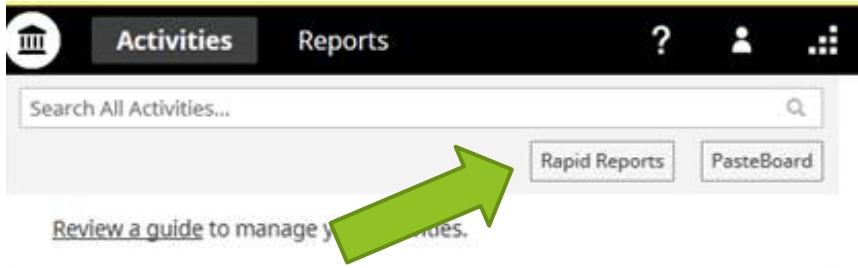 Activities Reports ?
Search All Activities...
Rapid Reports PasteBoard
Review a guide to manage